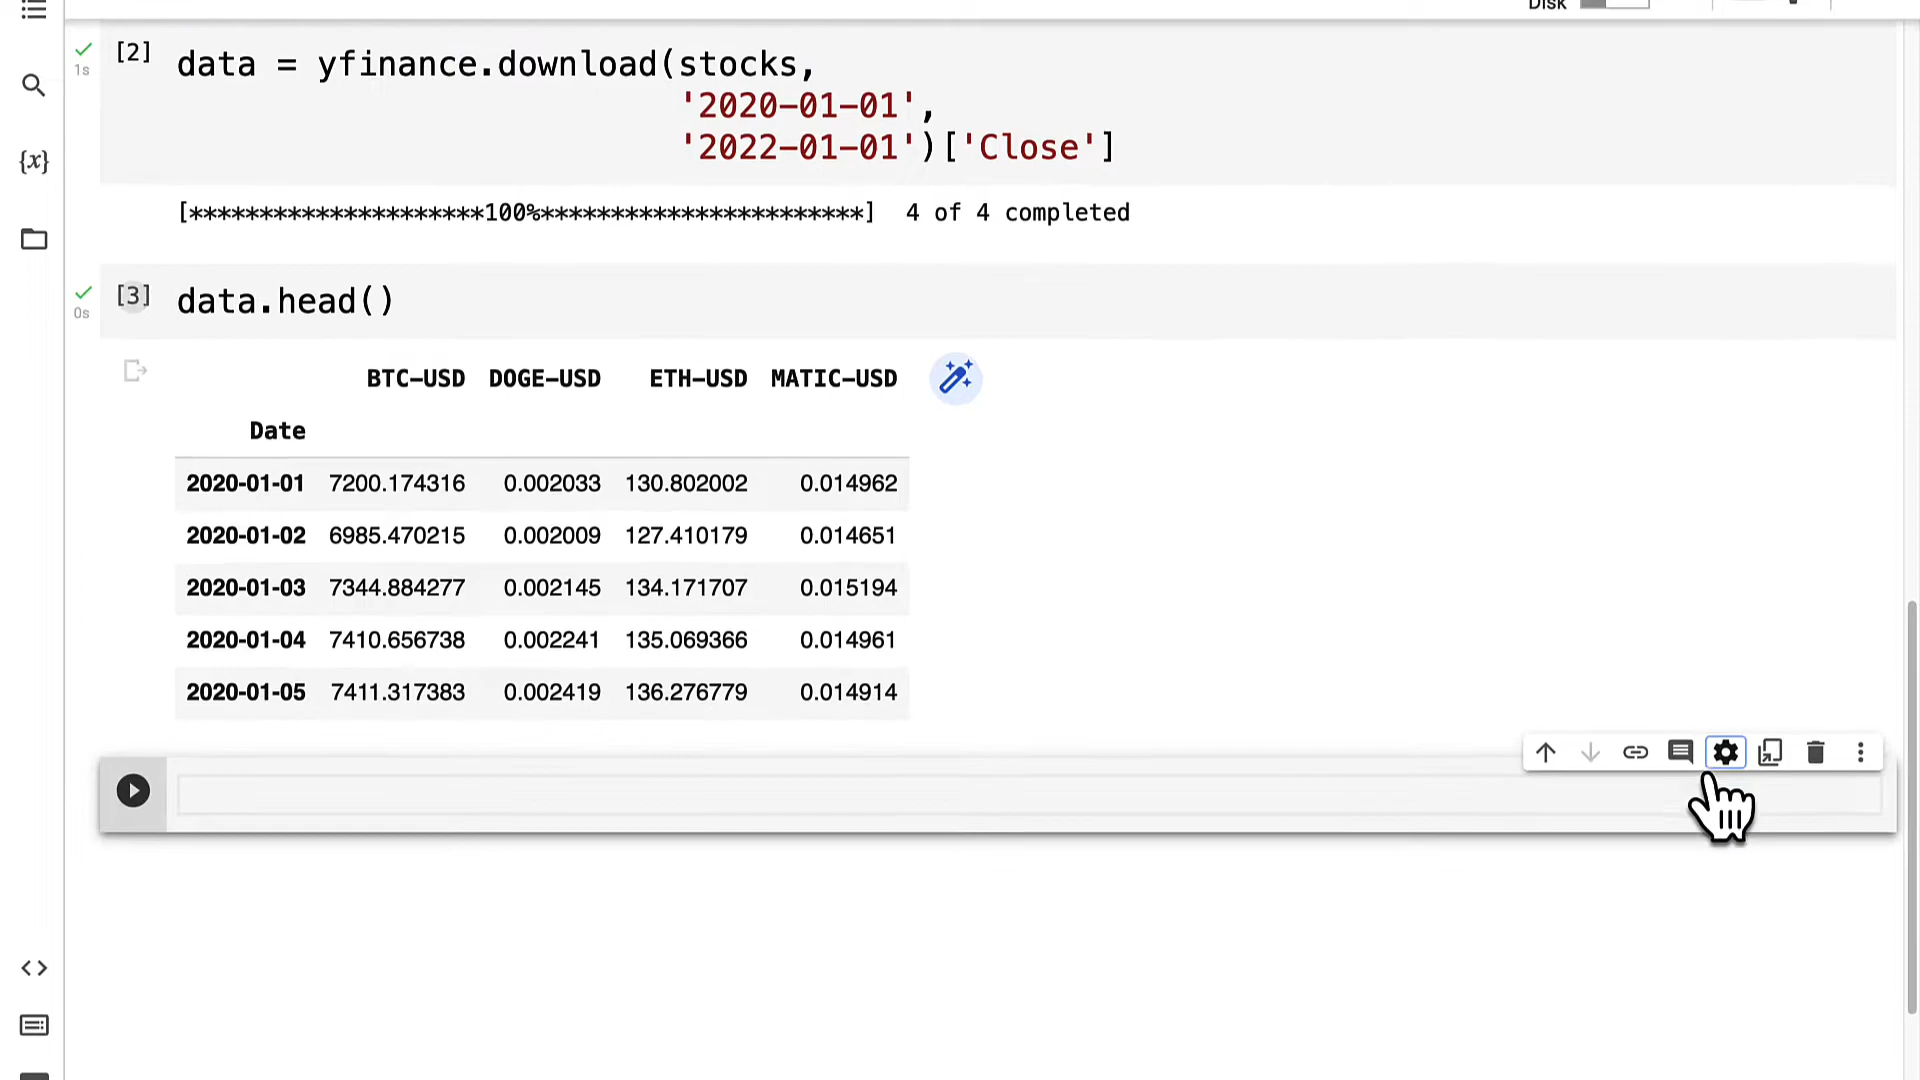 Disk
[2] data = yfinance.download(stocks,
1s
'2020-01-01',
'2022-01-01')['Close']
{x}
[*********************100%***********************] 4 of 4 completed
[3] data.head()
0s
BTC-USD DOGE-USD ETH-USD MATIC-USD
Date
2020-01-01 7200.174316 0.002033 130.802002 0.014962
2020-01-02 6985.470215 0.002009 127.410179 0.014651
2020-01-03 7344.884277 0.002145 134.171707 0.015194
2020-01-04 7410.656738 0.002241 135.069366 0.014961
2020-01-05 7411.317383 0.002419 136.276779 0.014914